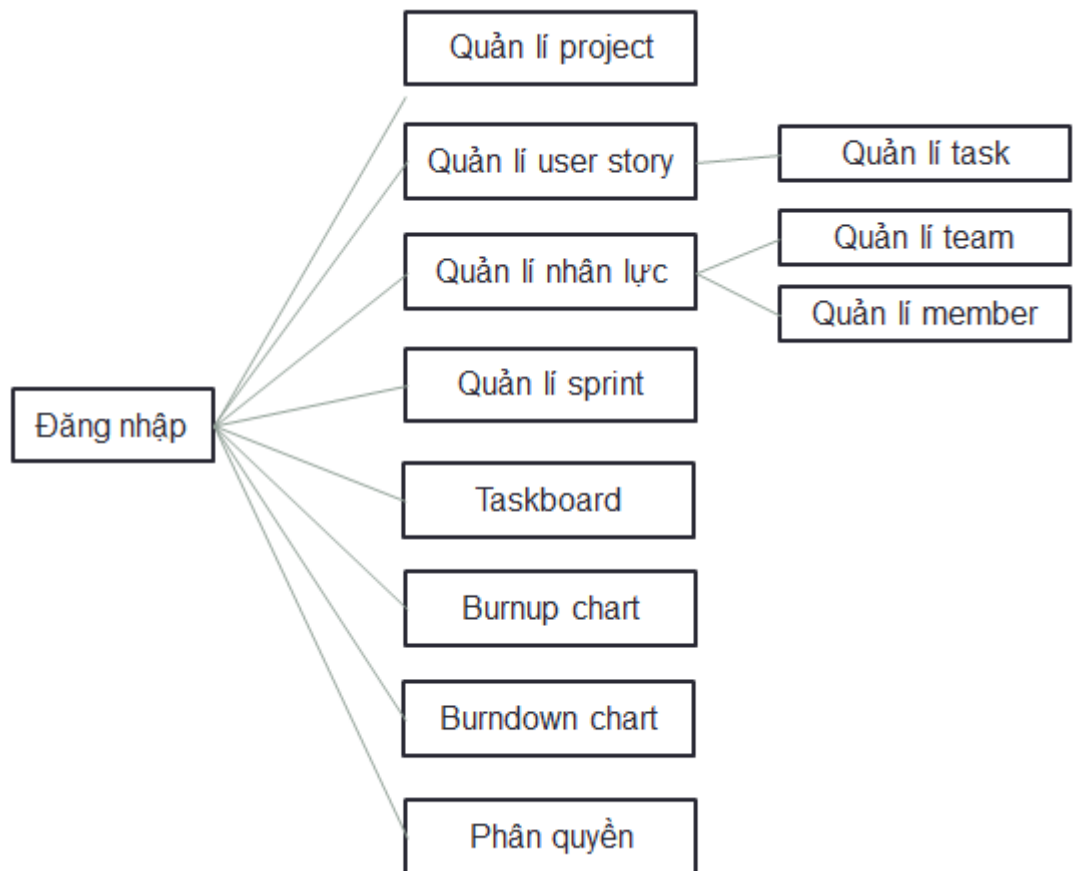 Quản lí project
Quản lí user story
Quản lí task
Quản lí team
Quản lí nhân lực
Quản lí member
Quản lí sprint
Đăng nhập
Taskboard
Burnup chart
Burndown chart
Phân quyền